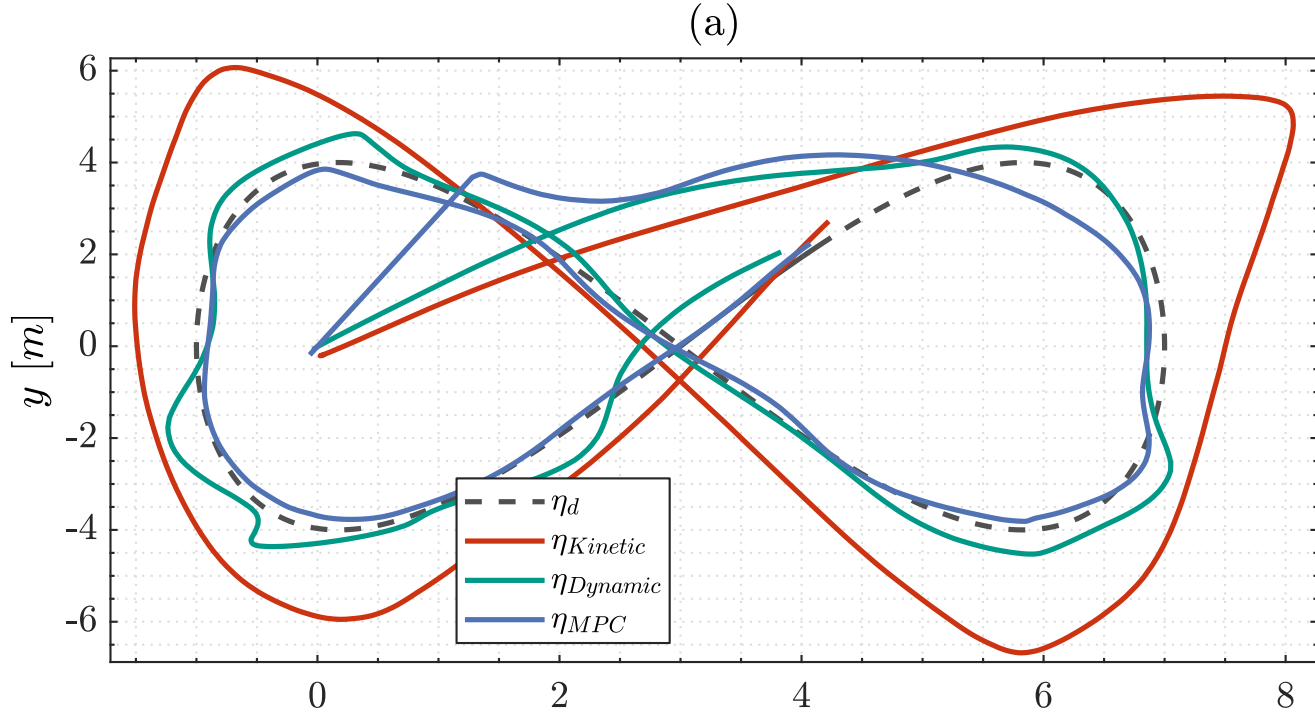 (a)
y [m]
6
4
2
0
-2
-4
-6
η_d
η_Kinetic
η_Dynamic
η_MPC
0 2 4 6 8